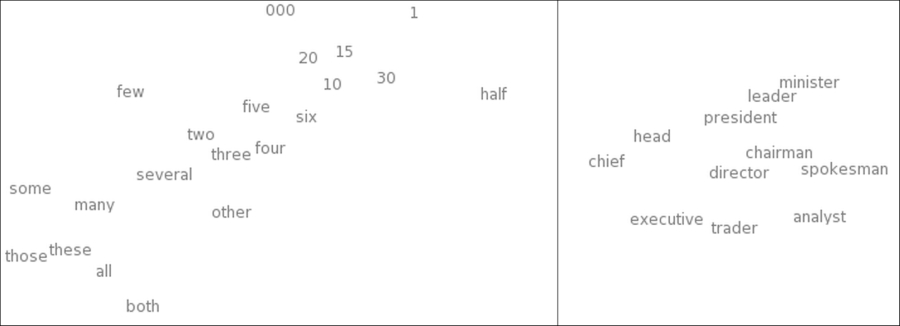 000
1
15
20
30
10
few
half
five
six
two
four
three
several
some
many
other
these
those
all
both
minister
leader
president
head
chairman
chief
spokesman
director
analyst
executive
trader